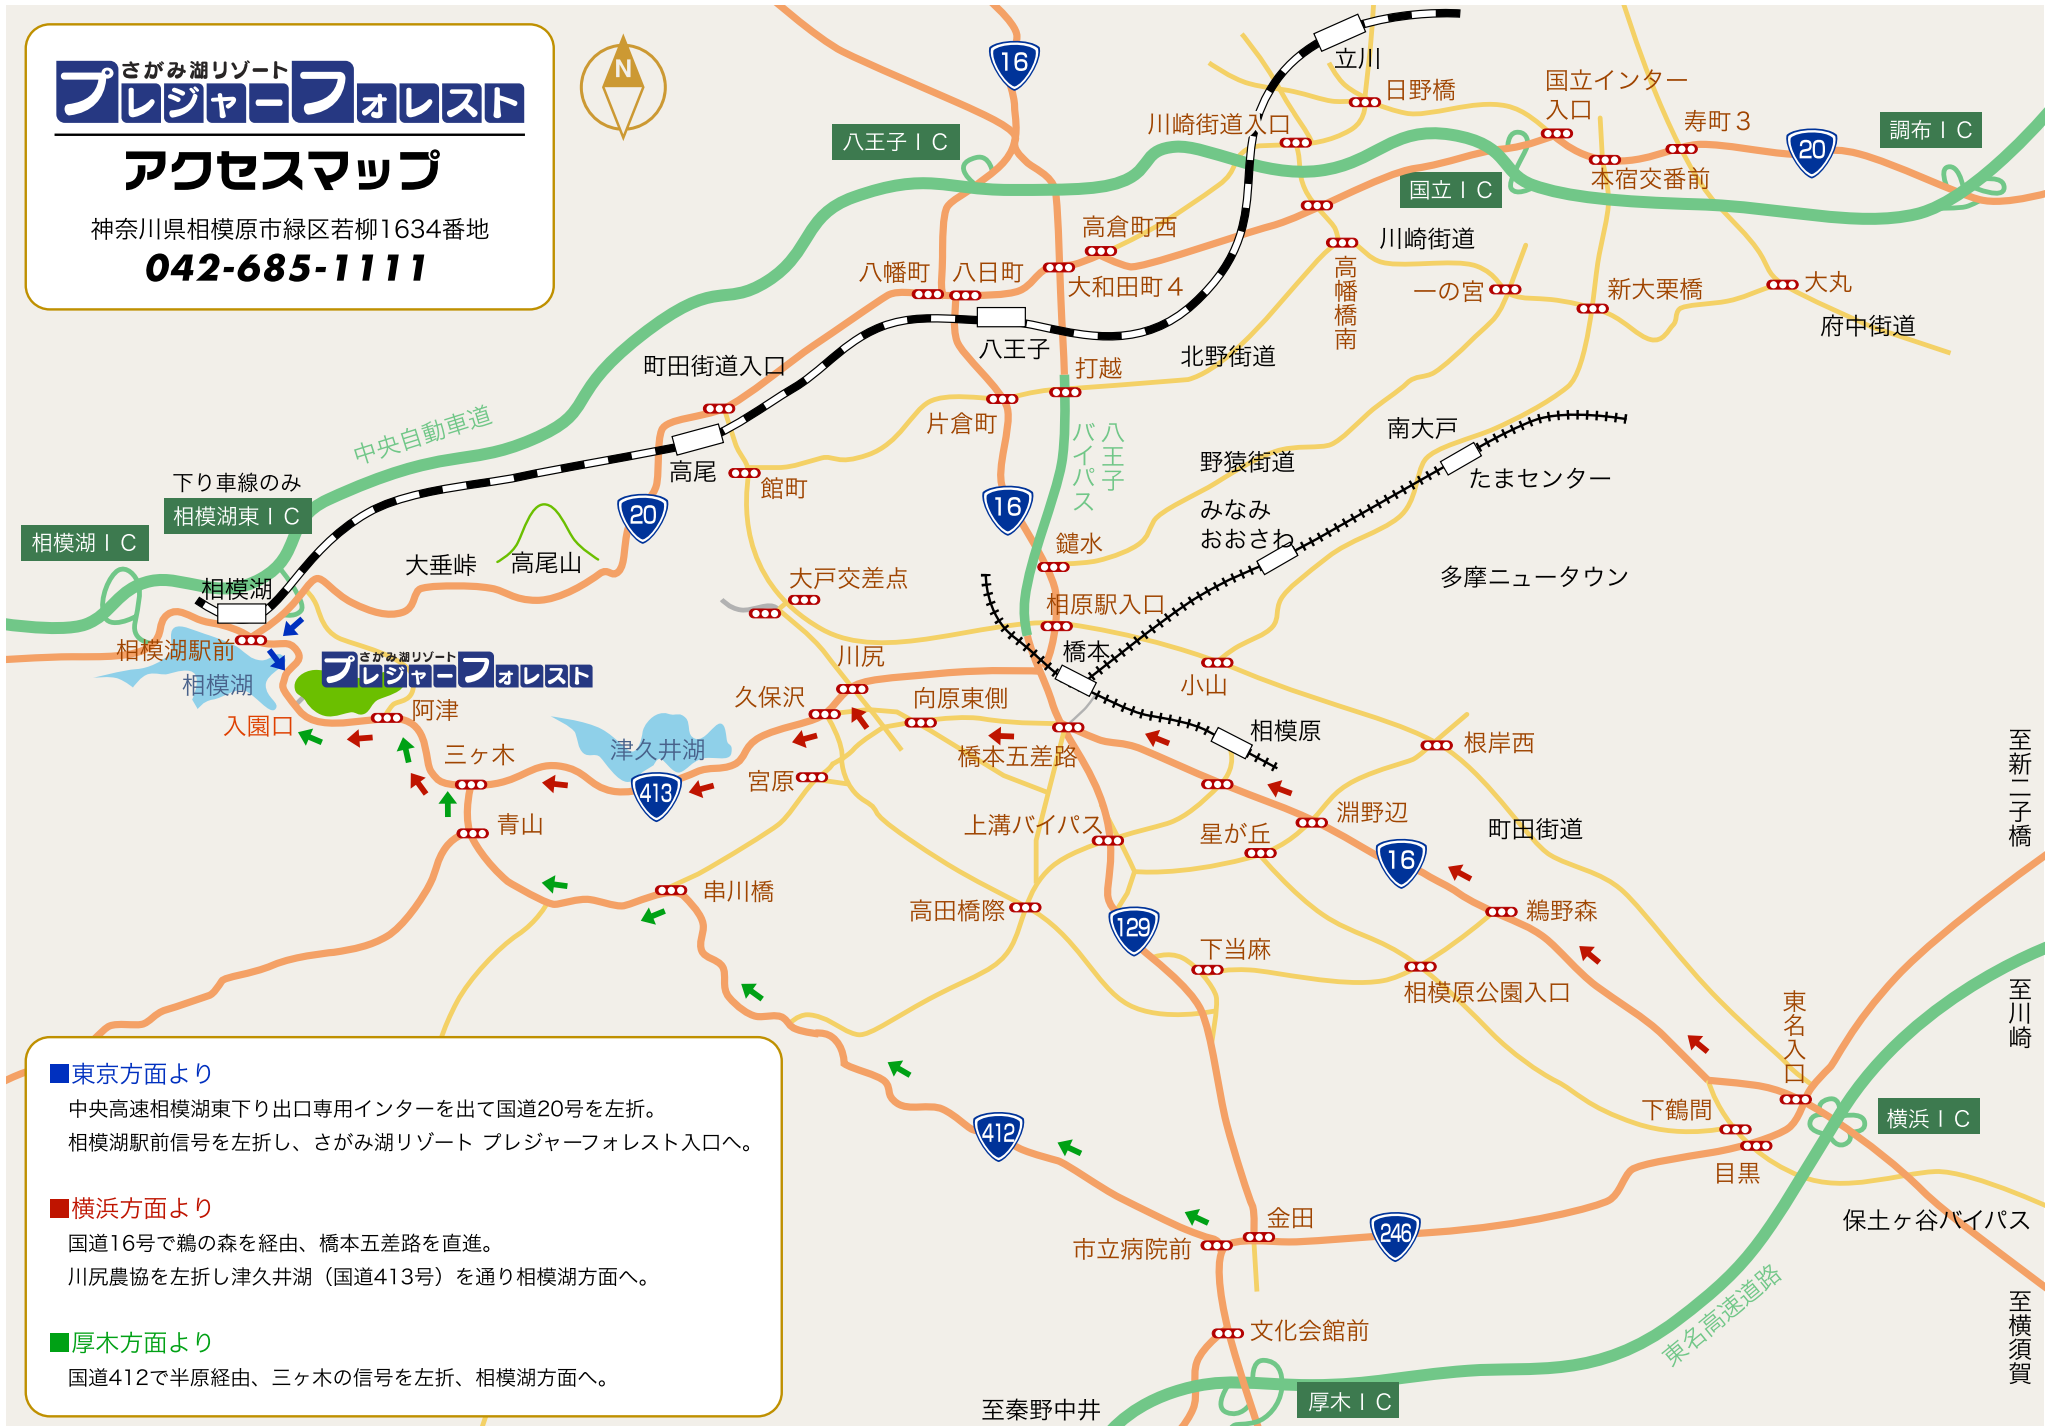 さがみ湖リゾート
プレジャーフォレスト
アクセスマップ
神奈川県相模原市緑区若柳1634番地
042-685-1111
N
16
立川
日野橋
国立インター
入口
寿町３
20
調布ＩＣ
川崎街道入口
八王子ＩＣ
国立ＩＣ
本宿交番前
高倉町西
川崎街道
八幡町
八日町
大和田町４
高幡橋南
一の宮
新大栗橋
大丸
府中街道
八王子
北野街道
町田街道入口
打越
片倉町
中央自動車道
八王子
バイパス
南大戸
野猿街道
たまセンター
高尾
館町
下り車線のみ
相模湖東ＩＣ
20
16
みなみ
おおさわ
相模湖ＩＣ
大垂峠
高尾山
鑓水
多摩ニュータウン
相模湖
大戸交差点
相原駅入口
相模湖駅前
さがみ湖リゾート
プレジャーフォレスト
川尻
橋本
小山
相模湖
久保沢
向原東側
入園口
阿津
相模原
根岸西
三ヶ木
津久井湖
橋本五差路
至新二子橋
宮原
413
青山
上溝バイパス
星が丘
淵野辺
町田街道
16
串川橋
高田橋際
129
鵜野森
下当麻
相模原公園入口
東名入口
至川崎
下鶴間
横浜ＩＣ
412
目黒
金田
246
保土ヶ谷バイパス
市立病院前
東名高速道路
文化会館前
至横須賀
厚木ＩＣ
至秦野中井
■東京方面より
中央高速相模湖東下り出口専用インターを出て国道20号を左折。
相模湖駅前信号を左折し、さがみ湖リゾート プレジャーフォレスト入口へ。
■横浜方面より
国道16号で鵜の森を経由、橋本五差路を直進。
川尻農協を左折し津久井湖（国道413号）を通り相模湖方面へ。
■厚木方面より
国道412で半原経由、三ヶ木の信号を左折、相模湖方面へ。